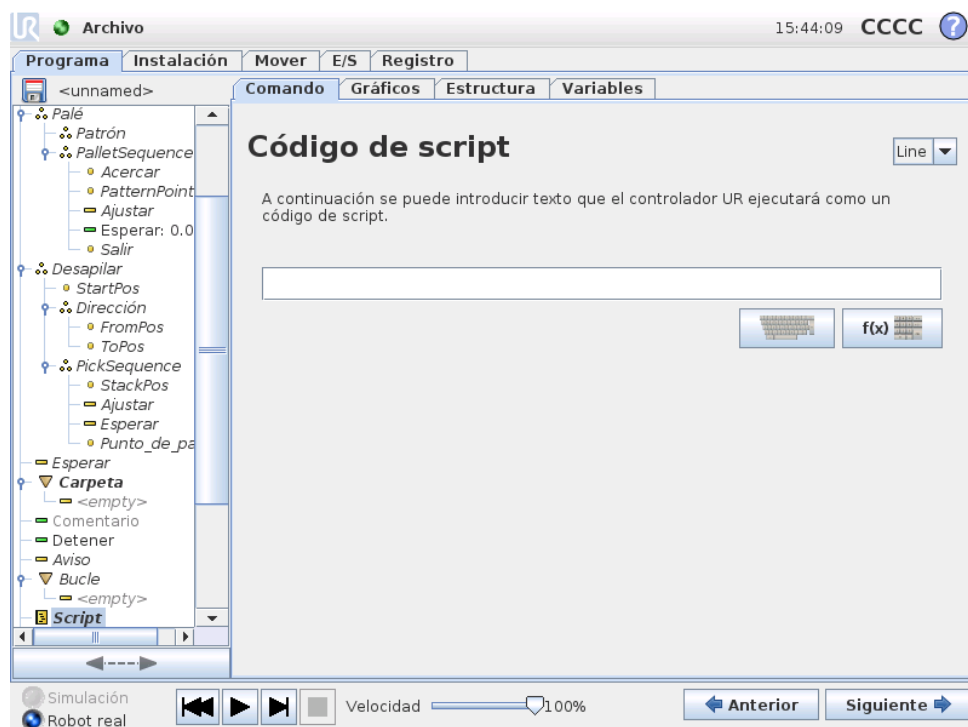 UR Archivo 15:44:09 CCCC ?
Programa Instalación Mover E/S Registro
<unnamed>
Comando Gráficos Estructura Variables
Palé
Patrón
PalletSequence
Acercar
PatternPoint
Ajustar
Esperar: 0.0
Salir
Desapilar
StartPos
Dirección
FromPos
ToPos
PickSequence
StackPos
Ajustar
Esperar
Punto_de_pa
Esperar
Carpeta
<empty>
Comentario
Detener
Aviso
Bucle
<empty>
Script
Código de script
Line
A continuación se puede introducir texto que el controlador UR ejecutará como un
código de script.
f(x)
Simulación
Robot real
Velocidad 100%
Anterior Siguiente